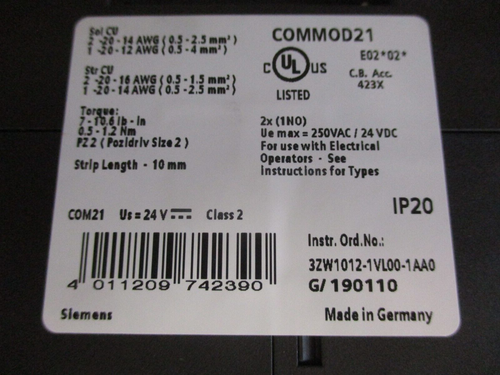 Sol CU
2 -20-14 AWG (0.5-2.5 mm²)
1 -20-12 AWG (0.5-4 mm²)
Str CU
2 -20-16 AWG (0.5-1.5 mm²)
1 -20-14 AWG (0.5-2.5 mm²)
Torque:
7-10.6 lb-in
0.5-1.2 Nm
PZ 2 ( Pozidriv Size 2 )
Strip Length - 10 mm
COMMOD21
E02*02*
C UL US
LISTED
C.B. Acc.
423X
2x (1NO)
Ue max = 250VAC / 24 VDC
For use with Electrical
Operators - See
Instructions for Types
IP20
COM21 Us = 24 V Class 2
4 011209 742390
Instr. Ord.No.:
3ZW1012-1VL00-1AA0
G/ 190110
Siemens
Made in Germany